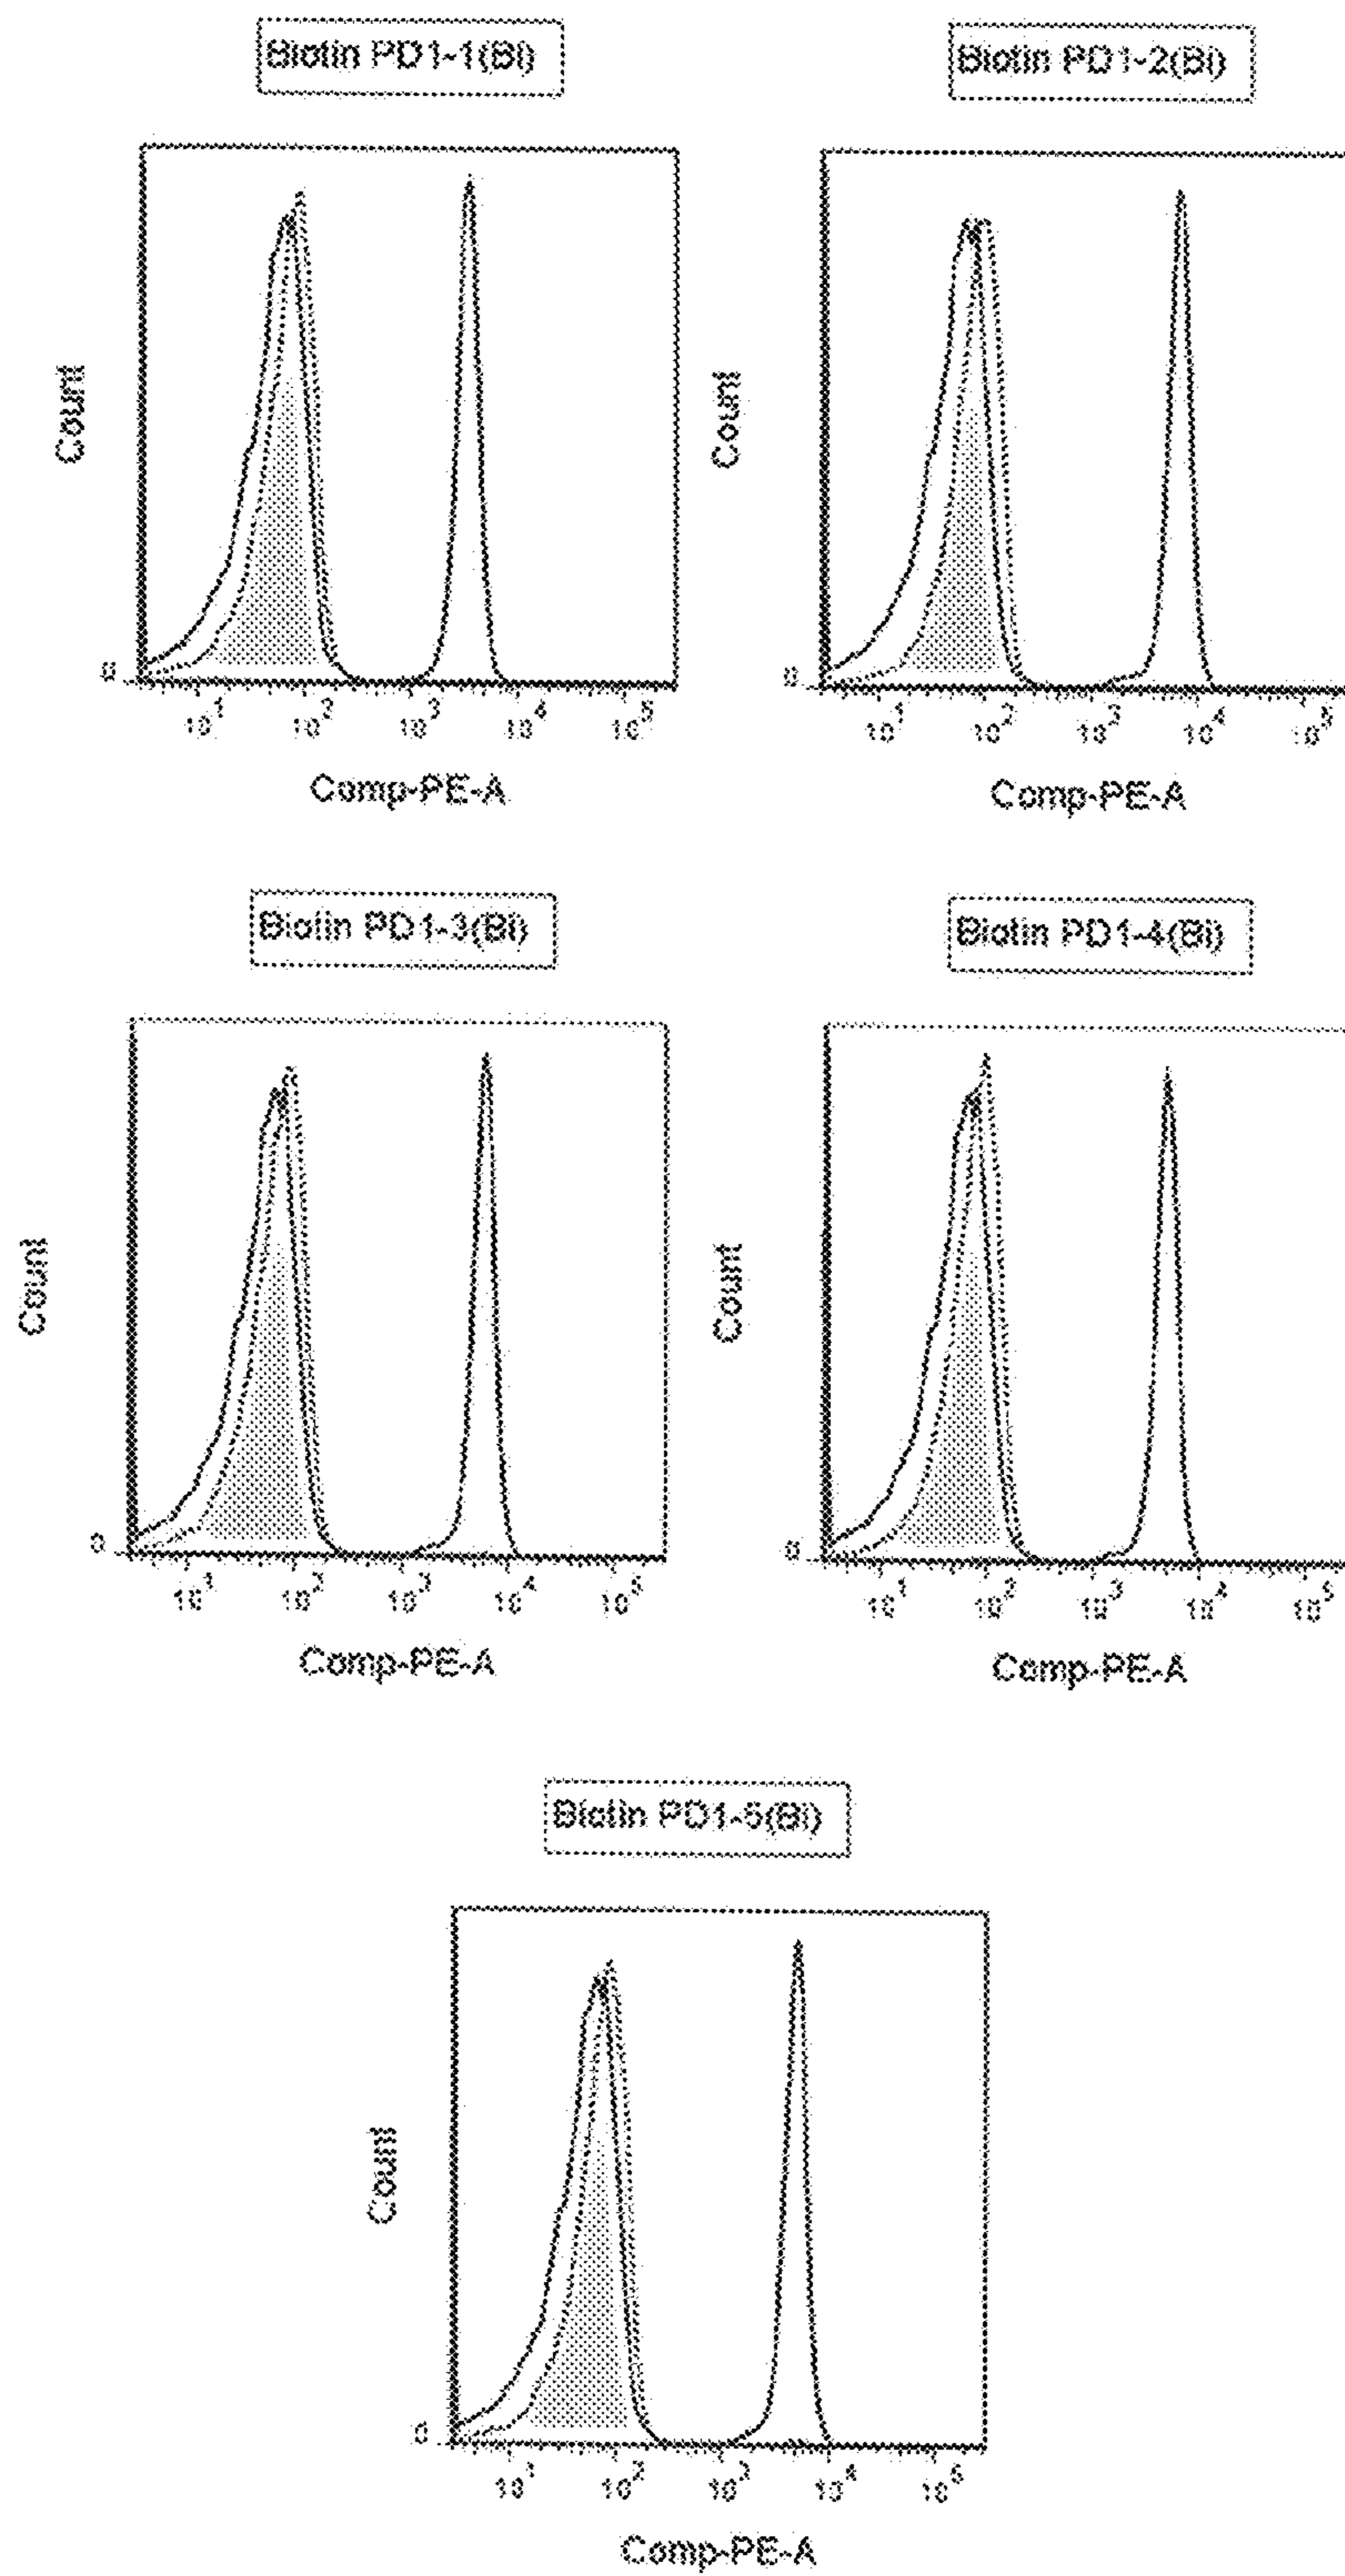 Biotin PD1-1(Bi)
Count
0
10^1 10^2 10^3 10^4 10^5
Comp-PE-A
Biotin PD1-2(Bi)
Count
0
10^1 10^2 10^3 10^4 10^5
Comp-PE-A
Biotin PD1-3(Bi)
Count
0
10^1 10^2 10^3 10^4 10^5
Comp-PE-A
Biotin PD1-4(Bi)
Count
0
10^1 10^2 10^3 10^4 10^5
Comp-PE-A
Biotin PD1-5(Bi)
Count
0
10^1 10^2 10^3 10^4 10^5
Comp-PE-A